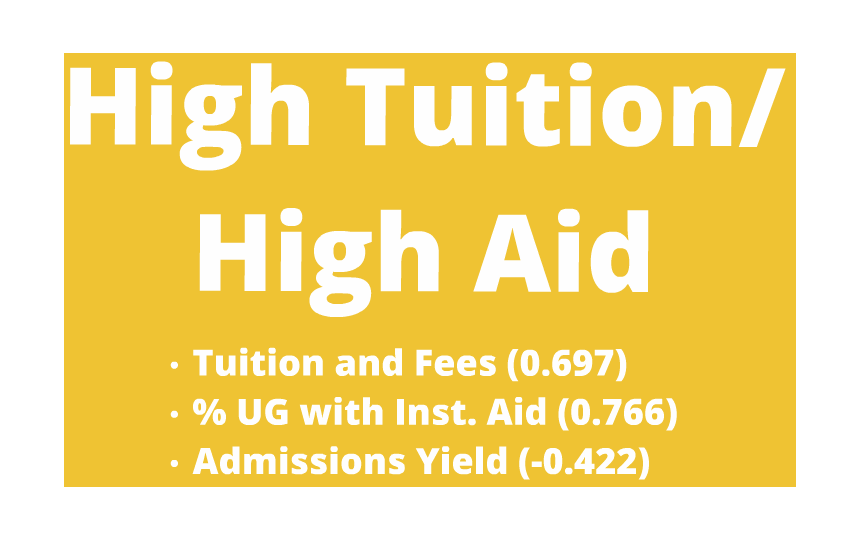 High Tuition/
High Aid
• Tuition and Fees (0.697)
• % UG with Inst. Aid (0.766)
• Admissions Yield (-0.422)